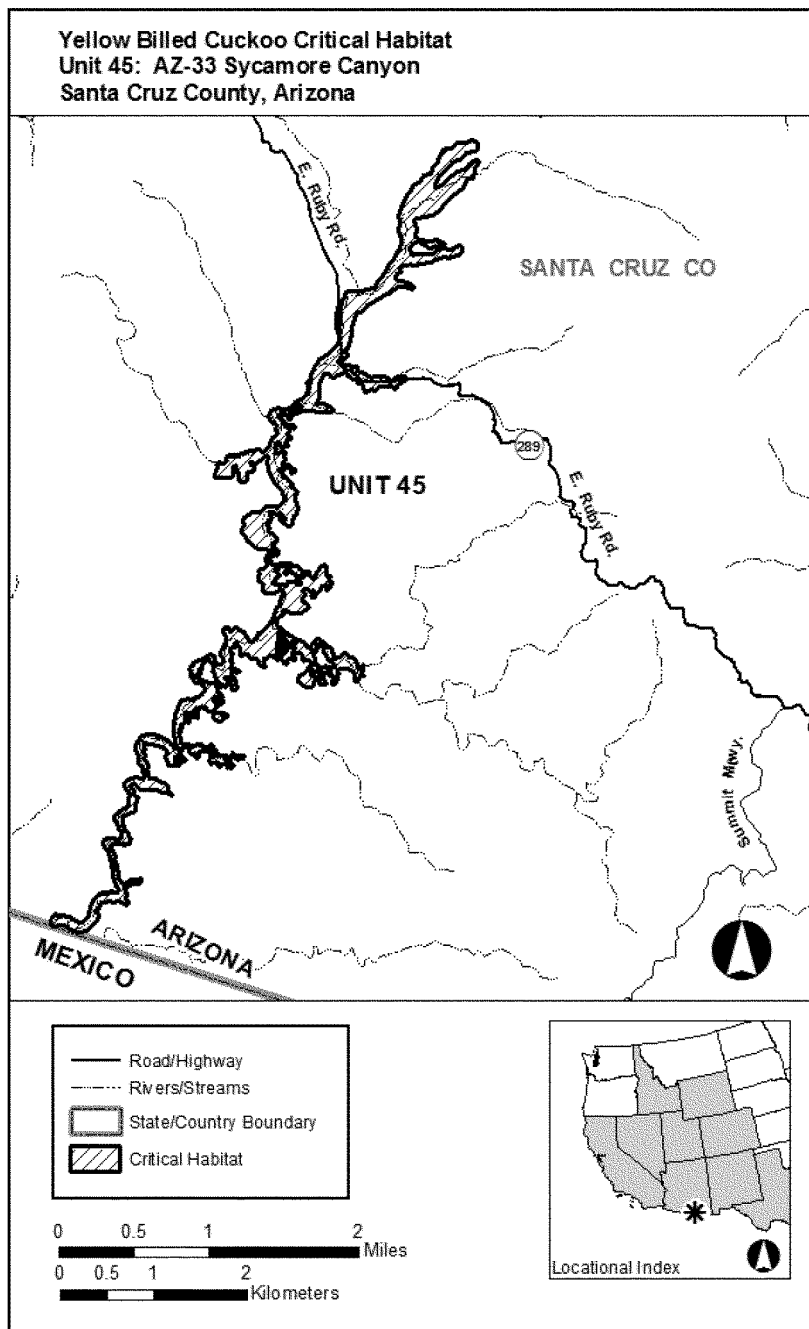 Yellow Billed Cuckoo Critical Habitat
Unit 45: AZ-33 Sycamore Canyon
Santa Cruz County, Arizona
E. Ruby Rd.
SANTA CRUZ CO
289
UNIT 45
E. Ruby Rd.
Summit Mtwy.
ARIZONA
MEXICO
Road/Highway
Rivers/Streams
State/Country Boundary
Critical Habitat
0 0.5 1 2
Miles
0 0.5 1 2
Kilometers
Locational Index